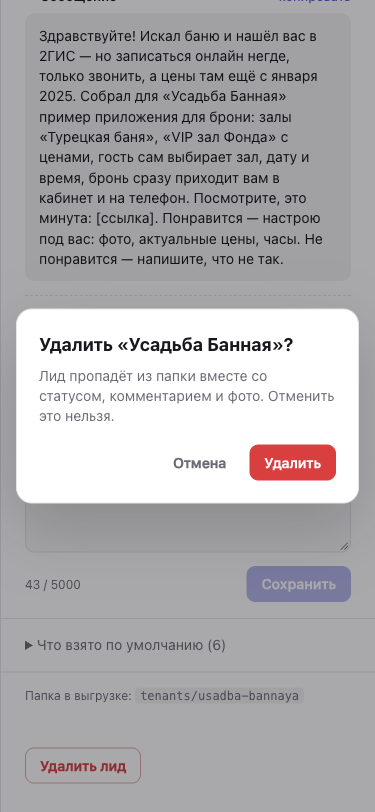 Сообщение
копировать
Здравствуйте! Искал баню и нашёл вас в
2ГИС — но записаться онлайн негде,
только звонить, а цены там ещё с января
2025. Собрал для «Усадьба Банная»
пример приложения для брони: залы
«Турецкая баня», «VIP зал Фонда» с
ценами, гость сам выбирает зал, дату и
время, бронь сразу приходит вам в
кабинет и на телефон. Посмотрите, это
минута: [ссылка]. Понравится — настрою
под вас: фото, актуальные цены, часы. Не
понравится — напишите, что не так.
Удалить «Усадьба Банная»?
Лид пропадёт из папки вместе со
статусом, комментарием и фото. Отменить
это нельзя.
Отмена
Удалить
43 / 5000
Сохранить
Что взято по умолчанию (6)
Папка в выгрузке: tenants/usadba-bannaya
Удалить лид